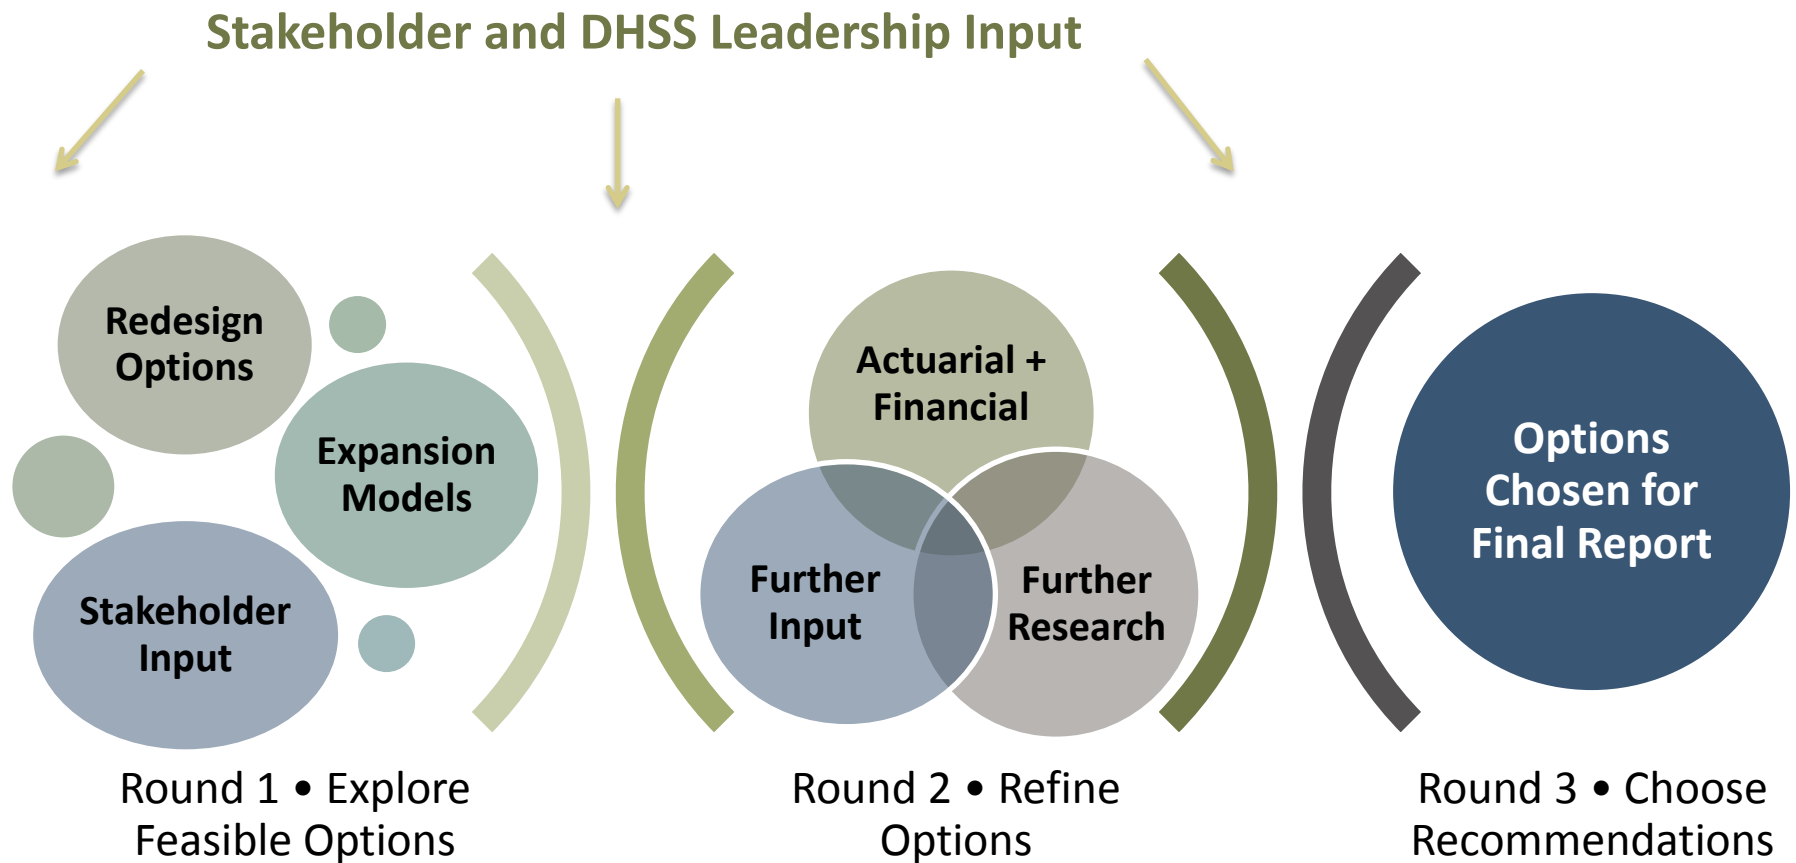 Stakeholder and DHSS Leadership Input
Redesign
Options
Expansion
Models
Stakeholder
Input
Round 1 • Explore
Feasible Options
Actuarial +
Financial
Further
Input
Further
Research
Round 2 • Refine
Options
Options
Chosen for
Final Report
Round 3 • Choose
Recommendations